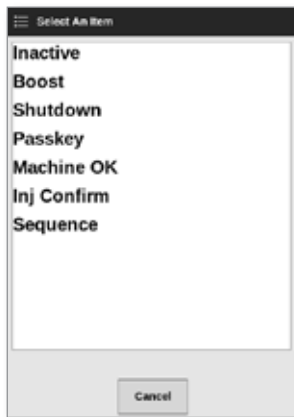 Select An Item
Inactive
Boost
Shutdown
Passkey
Machine OK
Inj Confirm
Sequence
Cancel